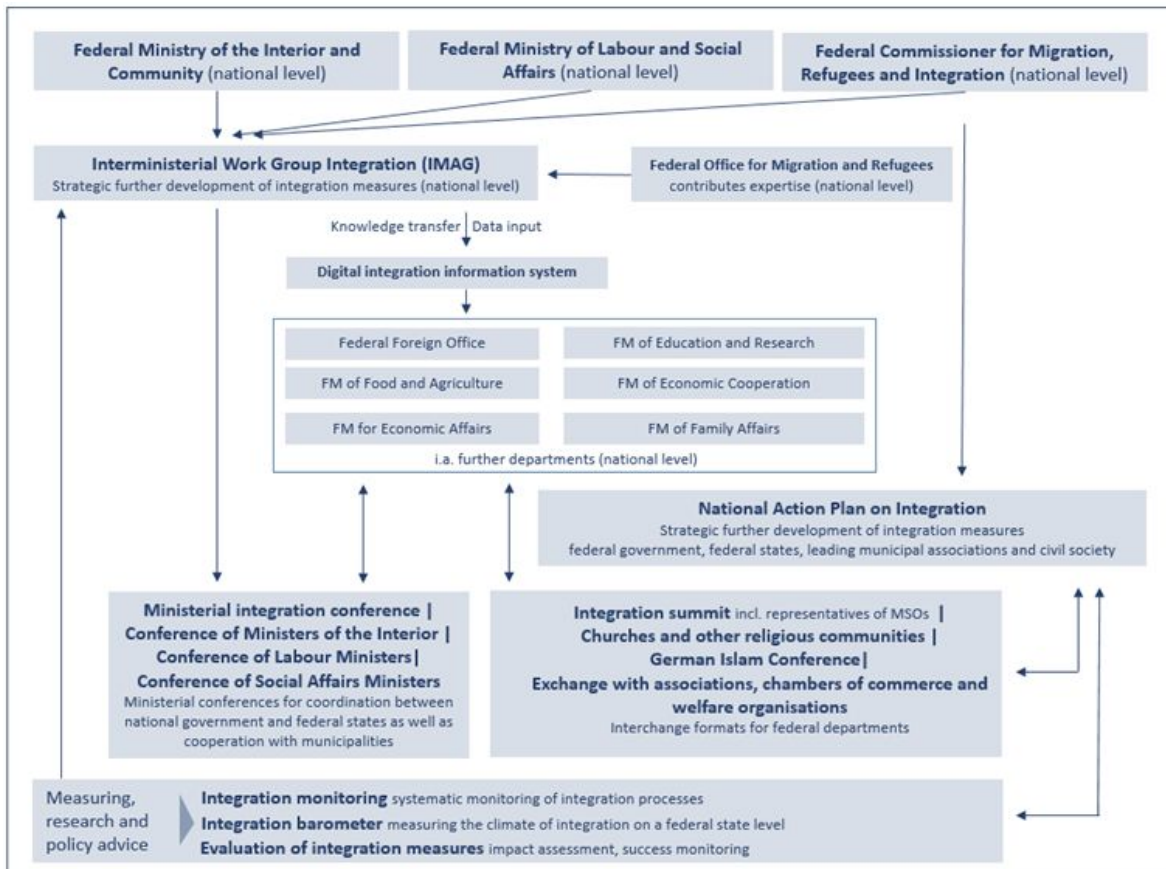 Federal Ministry of the Interior and
Community (national level)
Federal Ministry of Labour and Social
Affairs (national level)
Federal Commissioner for Migration,
Refugees and Integration (national level)
Interministerial Work Group Integration (IMAG)
Strategic further development of integration measures (national level)
Federal Office for Migration and Refugees
contributes expertise (national level)
Knowledge transfer
Data input
Digital integration information system
Federal Foreign Office
FM of Education and Research
FM of Food and Agriculture
FM of Economic Cooperation
FM for Economic Affairs
FM of Family Affairs
i.a. further departments (national level)
National Action Plan on Integration
Strategic further development of integration measures
federal government, federal states, leading municipal associations and civil society
Ministerial integration conference |
Conference of Ministers of the Interior |
Conference of Labour Ministers|
Conference of Social Affairs Ministers
Ministerial conferences for coordination between
national government and federal states as well as
cooperation with municipalities
Integration summit incl. representatives of MSOs |
Churches and other religious communities |
German Islam Conference|
Exchange with associations, chambers of commerce and
welfare organisations
Interchange formats for federal departments
Measuring,
research and
policy advice
Integration monitoring systematic monitoring of integration processes
Integration barometer measuring the climate of integration on a federal state level
Evaluation of integration measures impact assessment, success monitoring